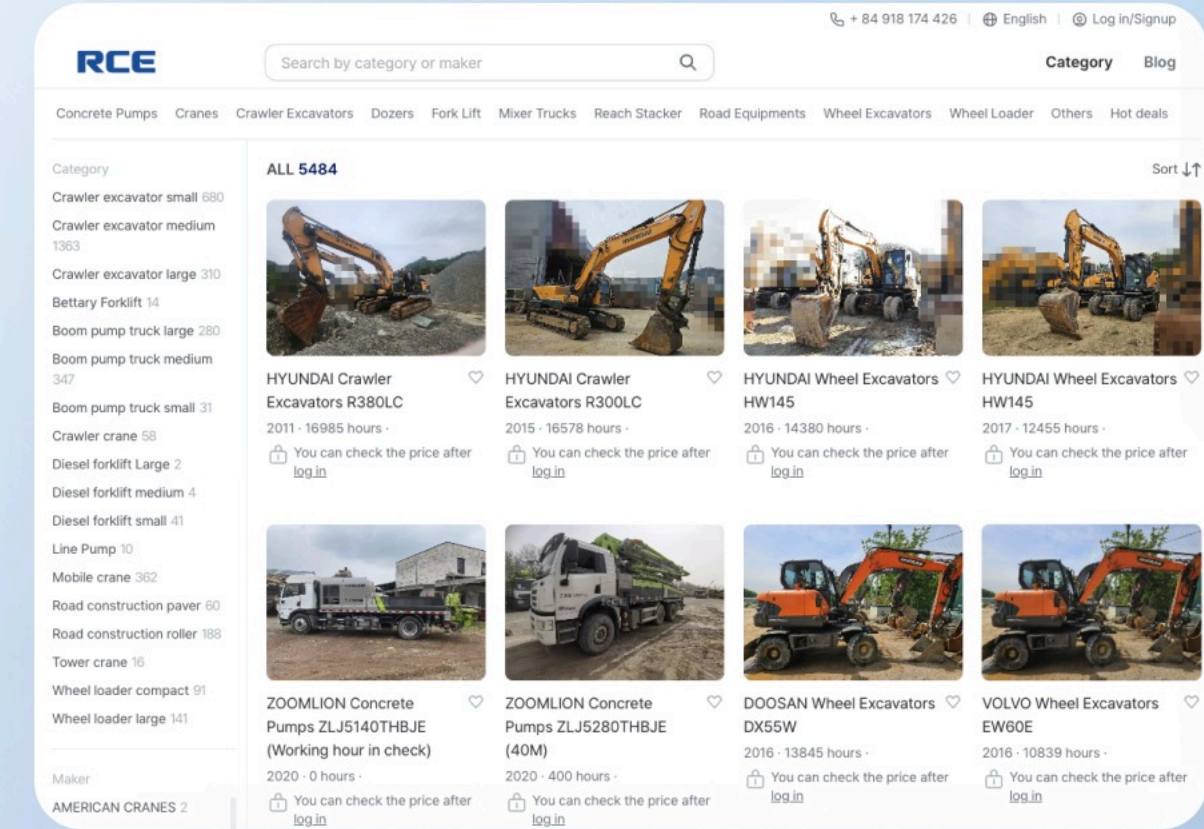 + 84 918 174 426
English
Log in/Signup
RCE
Search by category or maker
Category
Blog
Concrete Pumps
Cranes
Crawler Excavators
Dozers
Fork Lift
Mixer Trucks
Reach Stacker
Road Equipments
Wheel Excavators
Wheel Loader
Others
Hot deals
Category
Crawler excavator small 680
Crawler excavator medium
1363
Crawler excavator large 310
Bettary Forklift 14
Boom pump truck large 280
Boom pump truck medium
347
Boom pump truck small 31
Crawler crane 58
Diesel forklift Large 2
Diesel forklift medium 4
Diesel forklift small 41
Line Pump 10
Mobile crane 362
Road construction paver 60
Road construction roller 188
Tower crane 16
Wheel loader compact 91
Wheel loader large 141
Maker
AMERICAN CRANES 2
ALL 5484
Sort
HYUNDAI Crawler
Excavators R380LC
2011 · 16985 hours ·
You can check the price after
log in
HYUNDAI Crawler
Excavators R300LC
2015 · 16578 hours ·
You can check the price after
log in
HYUNDAI Wheel Excavators
HW145
2016 · 14380 hours ·
You can check the price after
log in
HYUNDAI Wheel Excavators
HW145
2017 · 12455 hours ·
You can check the price after
log in
ZOOMLION Concrete
Pumps ZLJ5140THBJE
(Working hour in check)
2020 · 0 hours ·
You can check the price after
log in
ZOOMLION Concrete
Pumps ZLJ5280THBJE
(40M)
2020 · 400 hours ·
You can check the price after
log in
DOOSAN Wheel Excavators
DX55W
2016 · 13845 hours ·
You can check the price after
log in
VOLVO Wheel Excavators
EW60E
2016 · 10839 hours ·
You can check the price after
log in